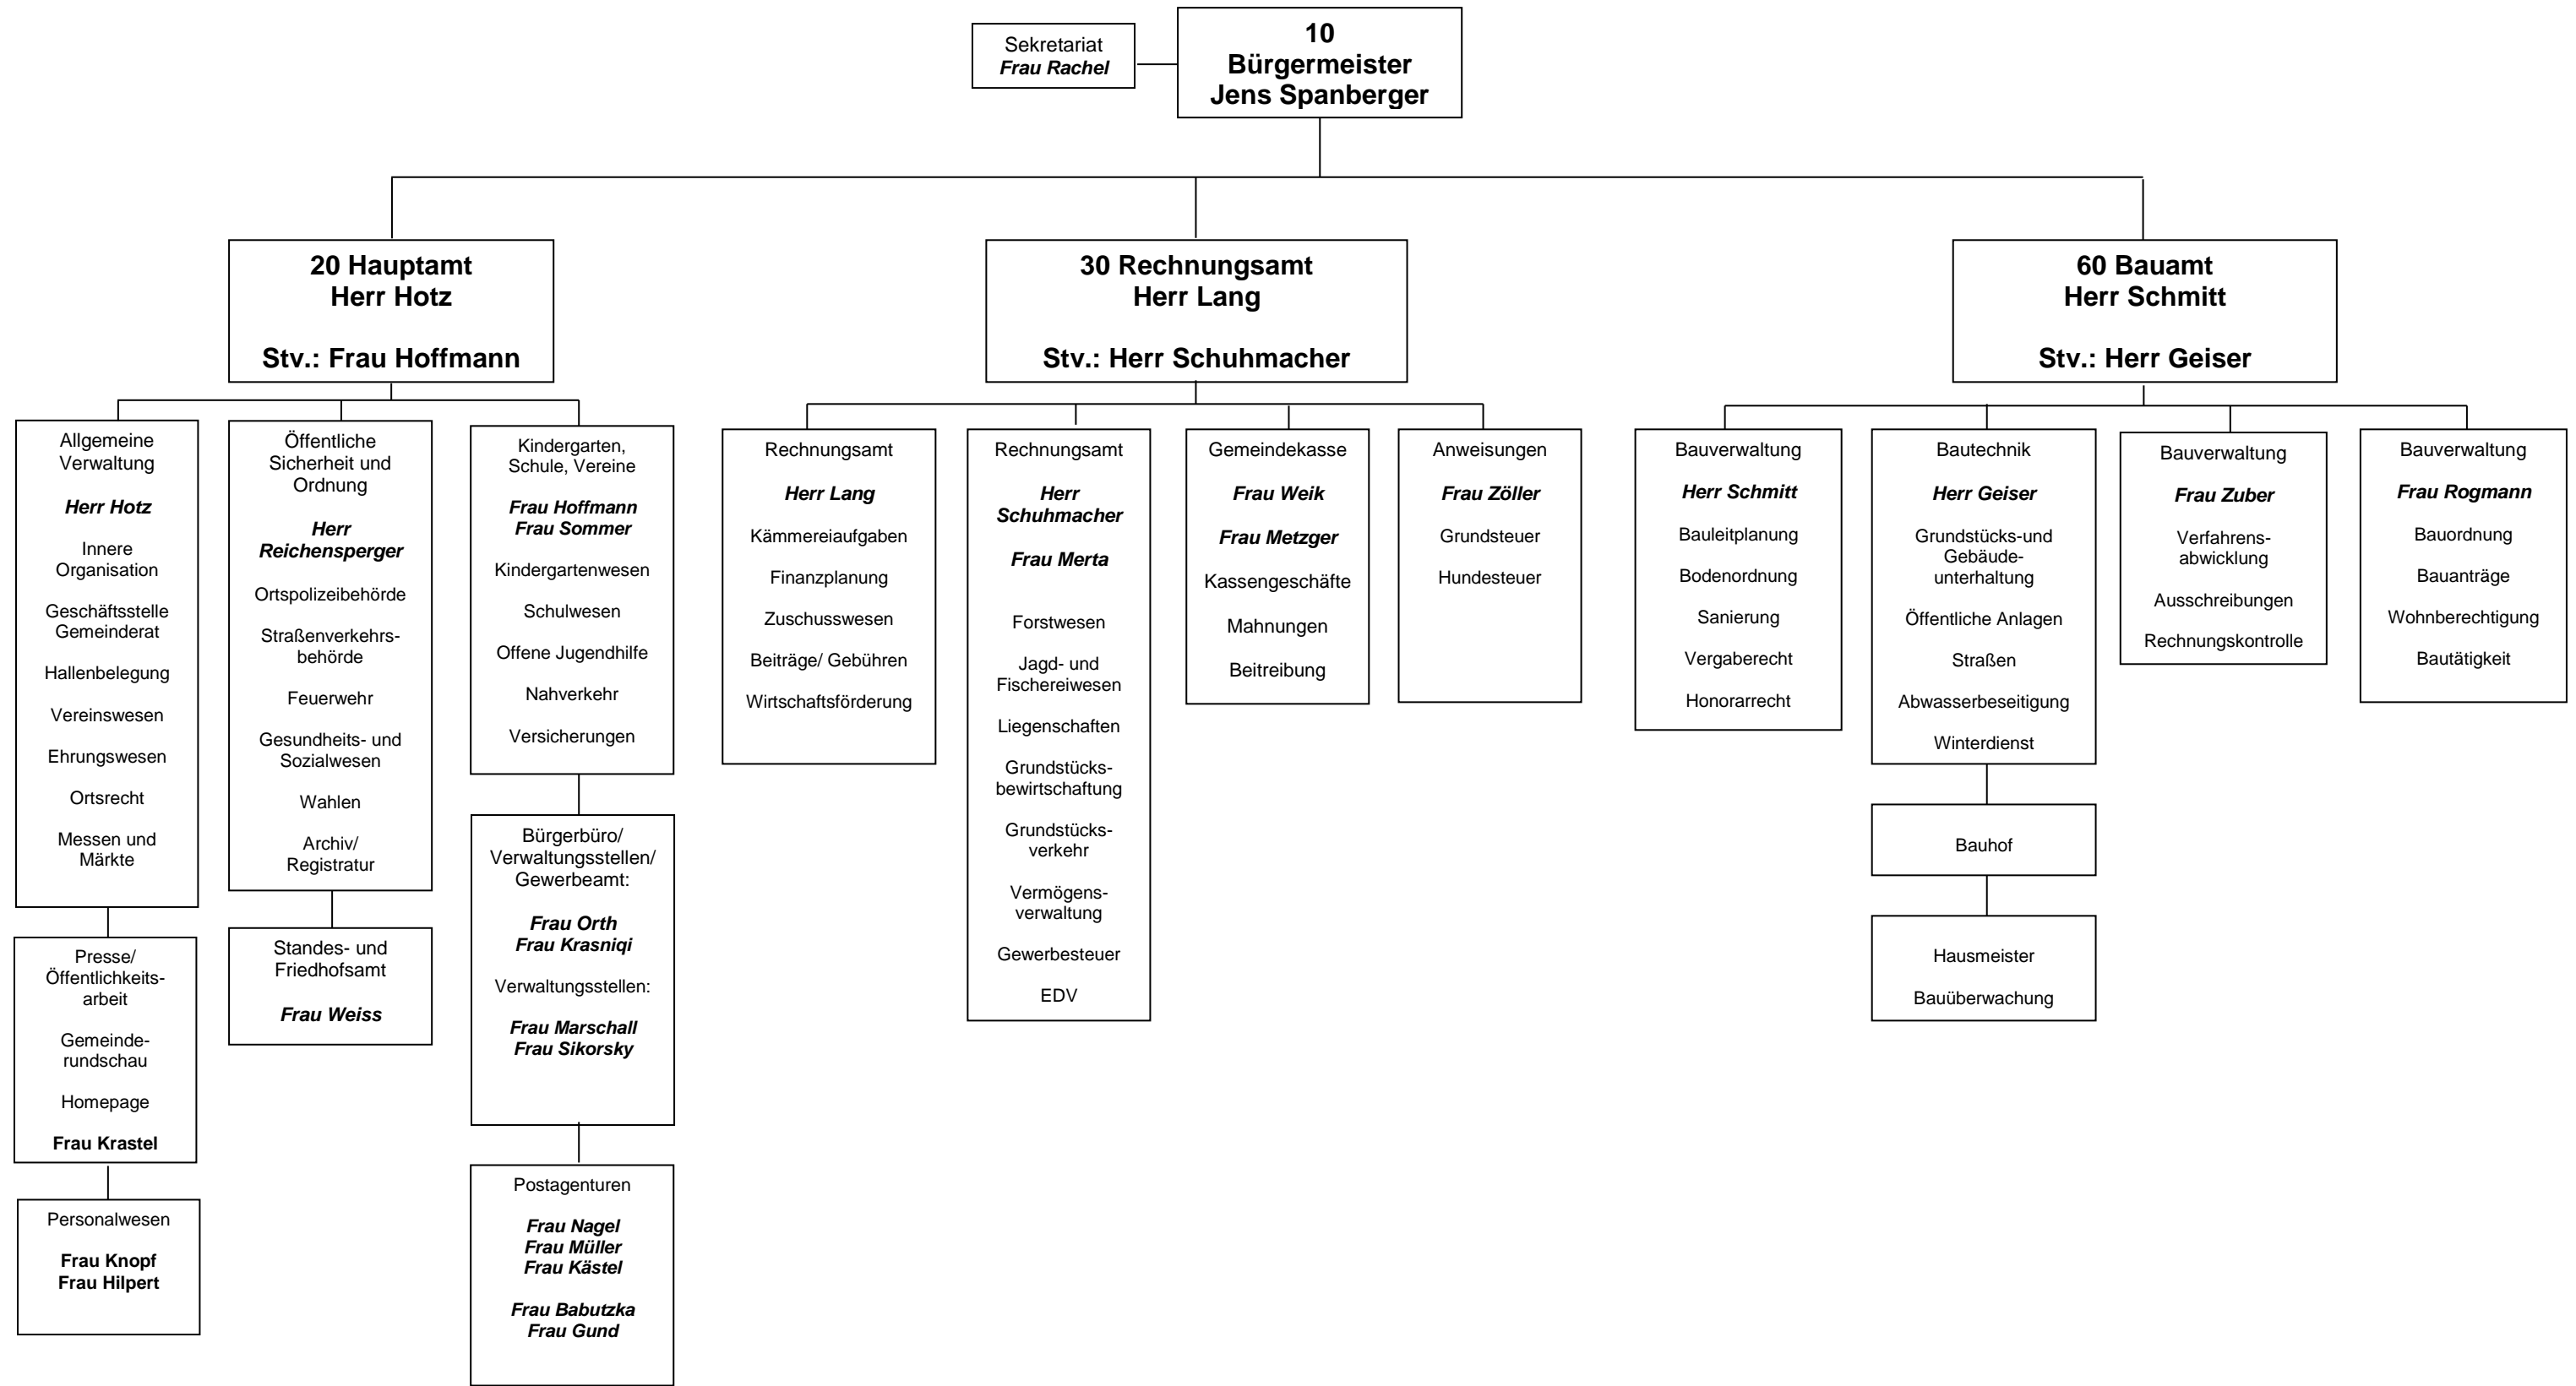 Sekretariat
Frau Rachel
10
Bürgermeister
Jens Spanberger
20 Hauptamt
Herr Hotz
Stv.: Frau Hoffmann
30 Rechnungsamt
Herr Lang
Stv.: Herr Schuhmacher
60 Bauamt
Herr Schmitt
Stv.: Herr Geiser
Allgemeine
Verwaltung
Herr Hotz
Innere
Organisation
Geschäftsstelle
Gemeinderat
Hallenbelegung
Vereinswesen
Ehrungswesen
Ortsrecht
Messen und
Märkte
Presse/
Öffentlichkeits-
arbeit
Gemeinde-
rundschau
Homepage
Frau Krastel
Personalwesen
Frau Knopf
Frau Hilpert
Öffentliche
Sicherheit und
Ordnung
Herr
Reichensperger
Ortspolizeibehörde
Straßenverkehrs-
behörde
Feuerwehr
Gesundheits- und
Sozialwesen
Wahlen
Archiv/
Registratur
Standes- und
Friedhofsamt
Frau Weiss
Kindergarten,
Schule, Vereine
Frau Hoffmann
Frau Sommer
Kindergartenwesen
Schulwesen
Offene Jugendhilfe
Nahverkehr
Versicherungen
Bürgerbüro/
Verwaltungsstellen/
Gewerbeamt:
Frau Orth
Frau Krasniqi
Verwaltungsstellen:
Frau Marschall
Frau Sikorsky
Postagenturen
Frau Nagel
Frau Müller
Frau Kästel
Frau Babutzka
Frau Gund
Rechnungsamt
Herr Lang
Kämmereiaufgaben
Finanzplanung
Zuschusswesen
Beiträge/ Gebühren
Wirtschaftsförderung
Rechnungsamt
Herr
Schuhmacher
Frau Merta
Forstwesen
Jagd- und
Fischereiwesen
Liegenschaften
Grundstücks-
bewirtschaftung
Grundstücks-
verkehr
Vermögens-
verwaltung
Gewerbesteuer
EDV
Gemeindekasse
Frau Weik
Frau Metzger
Kassengeschäfte
Mahnungen
Beitreibung
Anweisungen
Frau Zöller
Grundsteuer
Hundesteuer
Bauverwaltung
Herr Schmitt
Bauleitplanung
Bodenordnung
Sanierung
Vergaberecht
Honorarrecht
Bautechnik
Herr Geiser
Grundstücks-und
Gebäude-
unterhaltung
Öffentliche Anlagen
Straßen
Abwasserbeseitigung
Winterdienst
Bauhof
Hausmeister
Bauüberwachung
Bauverwaltung
Frau Zuber
Verfahrens-
abwicklung
Ausschreibungen
Rechnungskontrolle
Bauverwaltung
Frau Rogmann
Bauordnung
Bauanträge
Wohnberechtigung
Bautätigkeit